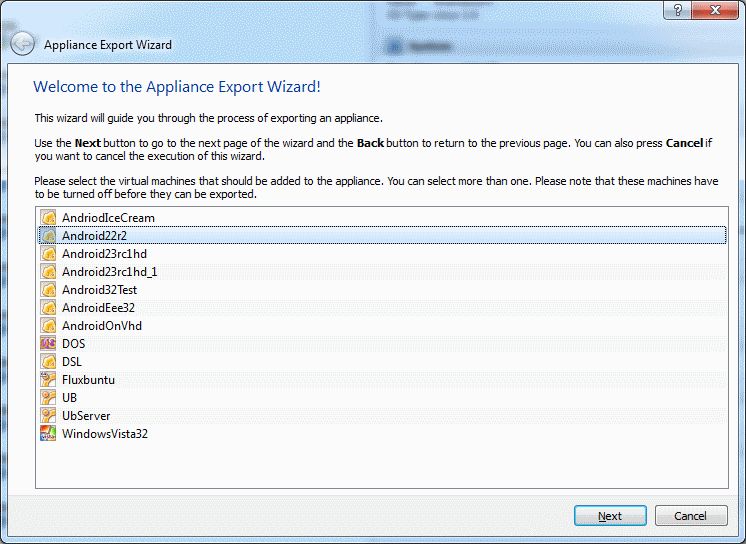 ?
Appliance Export Wizard
Welcome to the Appliance Export Wizard!
This wizard will guide you through the process of exporting an appliance.
Use the Next button to go to the next page of the wizard and the Back button to return to the previous page. You can also press Cancel if
you want to cancel the execution of this wizard.
Please select the virtual machines that should be added to the appliance. You can select more than one. Please note that these machines have
to be turned off before they can be exported.
AndriodIceCream
Android22r2
Android23rc1hd
Android23rc1hd_1
Android32Test
AndroidEee32
AndroidOnVhd
DOS
DSL
Fluxbuntu
UB
UbServer
WindowsVista32
Next
Cancel